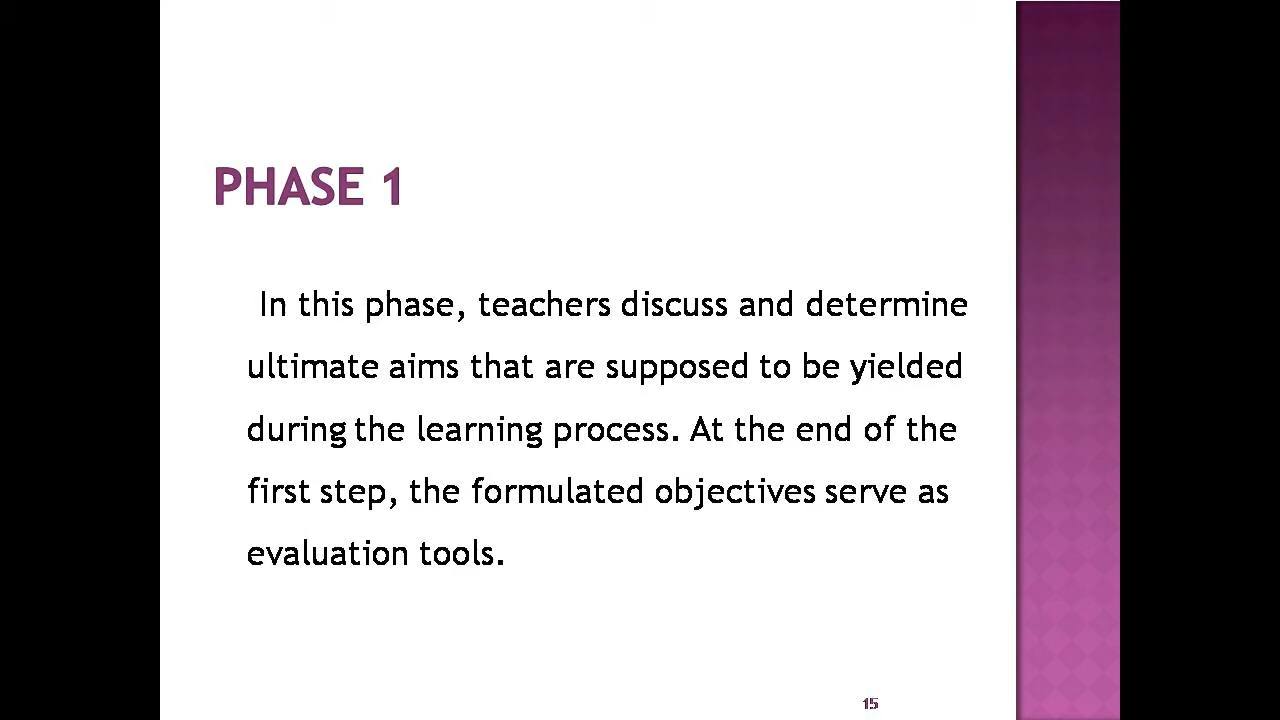 PHASE 1
In this phase, teachers discuss and determine
ultimate aims that are supposed to be yielded
during the learning process. At the end of the
first step, the formulated objectives serve as
evaluation tools.
15